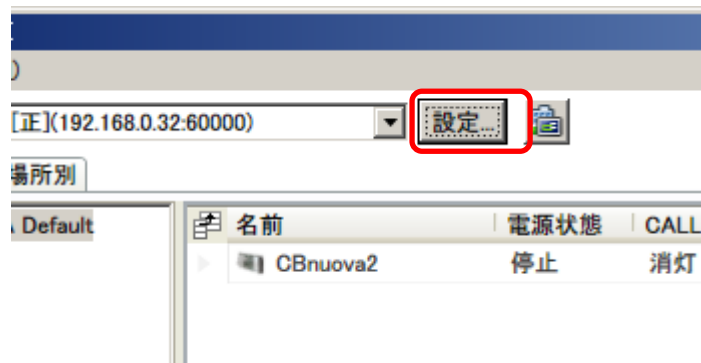 )
[正](192.168.0.32:60000) 設定...
場所別
Default 名前 電源状態 CALL
CBnuova2 停止 消灯